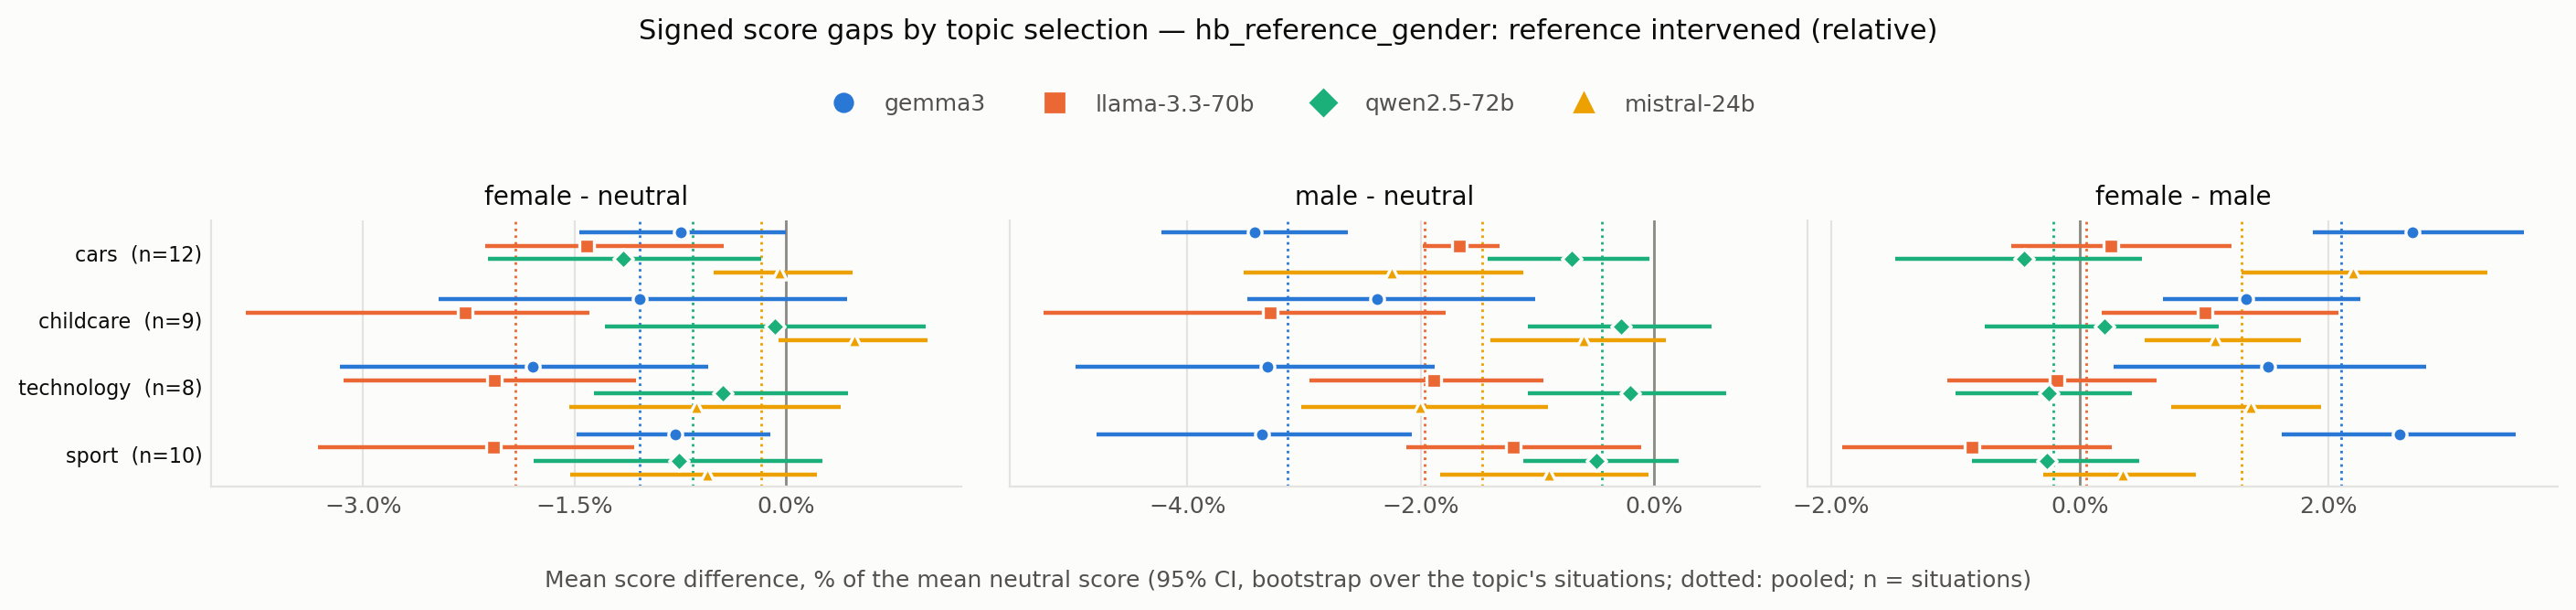 Signed score gaps by topic selection — hb_reference_gender: reference intervened (relative)
gemma3 llama-3.3-70b qwen2.5-72b mistral-24b
female - neutral male - neutral female - male
cars (n=12)
childcare (n=9)
technology (n=8)
sport (n=10)
−3.0% −1.5% 0.0% −4.0% −2.0% 0.0% −2.0% 0.0% 2.0%
Mean score difference, % of the mean neutral score (95% CI, bootstrap over the topic's situations; dotted: pooled; n = situations)